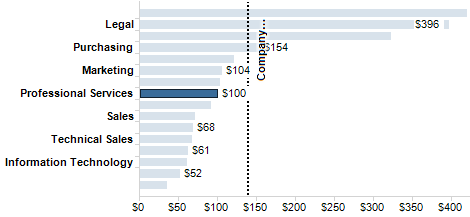 Legal $396
Purchasing $154
Marketing $104
Professional Services $100
Sales
$68
Technical Sales
$61
Information Technology
$52
Company
$0 $50 $100 $150 $200 $250 $300 $350 $400